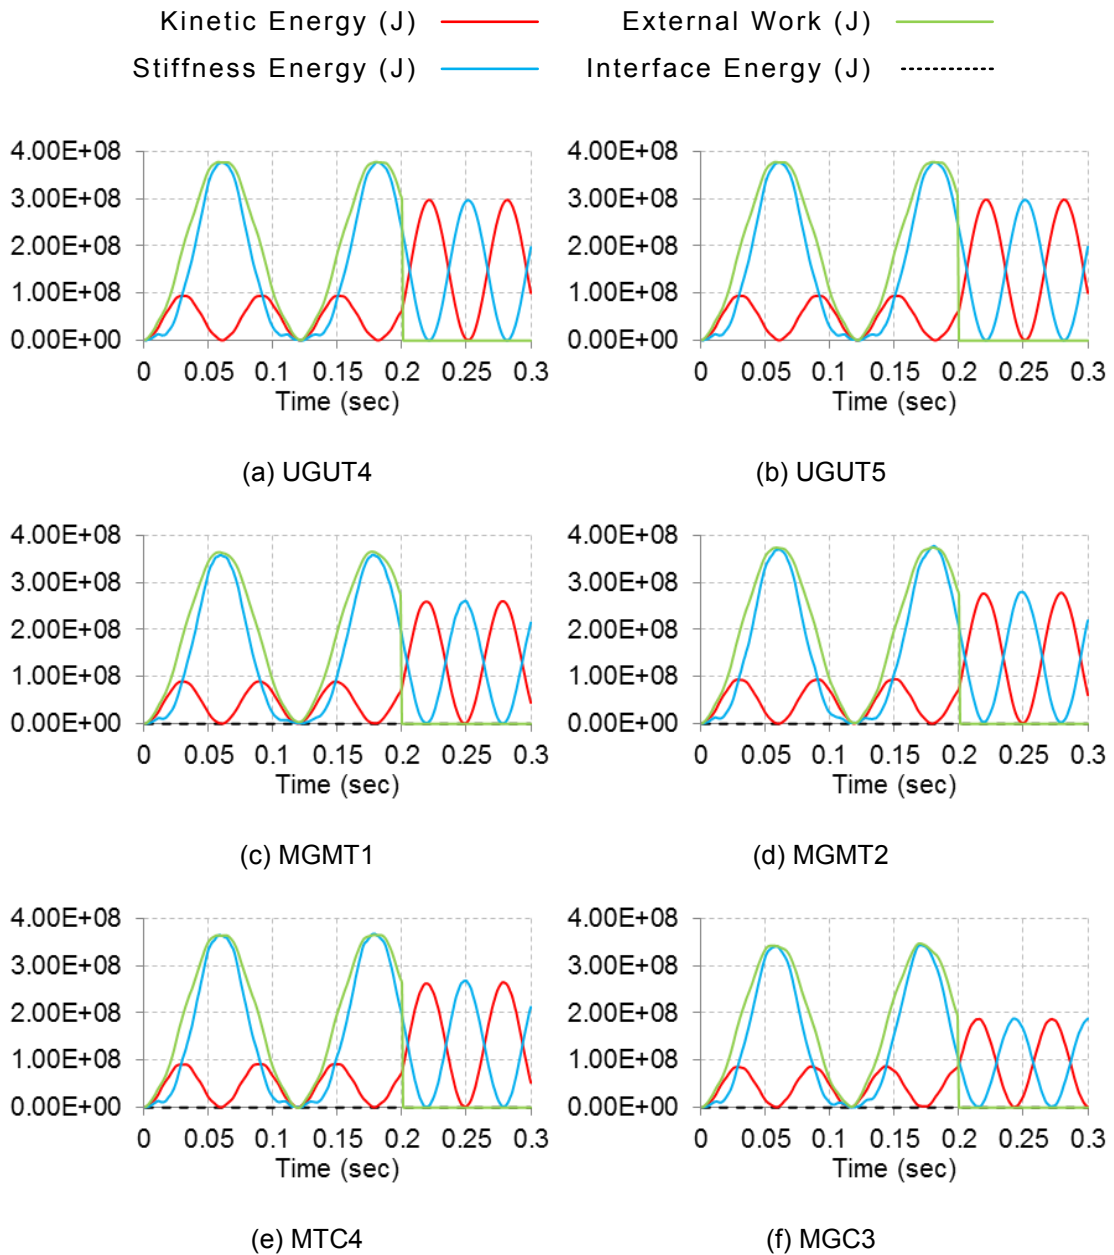 Kinetic Energy (J) External Work (J)
Stiffness Energy (J) Interface Energy (J)
4.00E+08 4.00E+08
3.00E+08 3.00E+08
2.00E+08 2.00E+08
1.00E+08 1.00E+08
0.00E+00 0.00E+00
0 0.05 0.1 0.15 0.2 0.25 0.3 0 0.05 0.1 0.15 0.2 0.25 0.3
Time (sec) Time (sec)
(a) UGUT4 (b) UGUT5
4.00E+08 4.00E+08
3.00E+08 3.00E+08
2.00E+08 2.00E+08
1.00E+08 1.00E+08
0.00E+00 0.00E+00
0 0.05 0.1 0.15 0.2 0.25 0.3 0 0.05 0.1 0.15 0.2 0.25 0.3
Time (sec) Time (sec)
(c) MGMT1 (d) MGMT2
4.00E+08 4.00E+08
3.00E+08 3.00E+08
2.00E+08 2.00E+08
1.00E+08 1.00E+08
0.00E+00 0.00E+00
0 0.05 0.1 0.15 0.2 0.25 0.3 0 0.05 0.1 0.15 0.2 0.25 0.3
Time (sec) Time (sec)
(e) MTC4 (f) MGC3